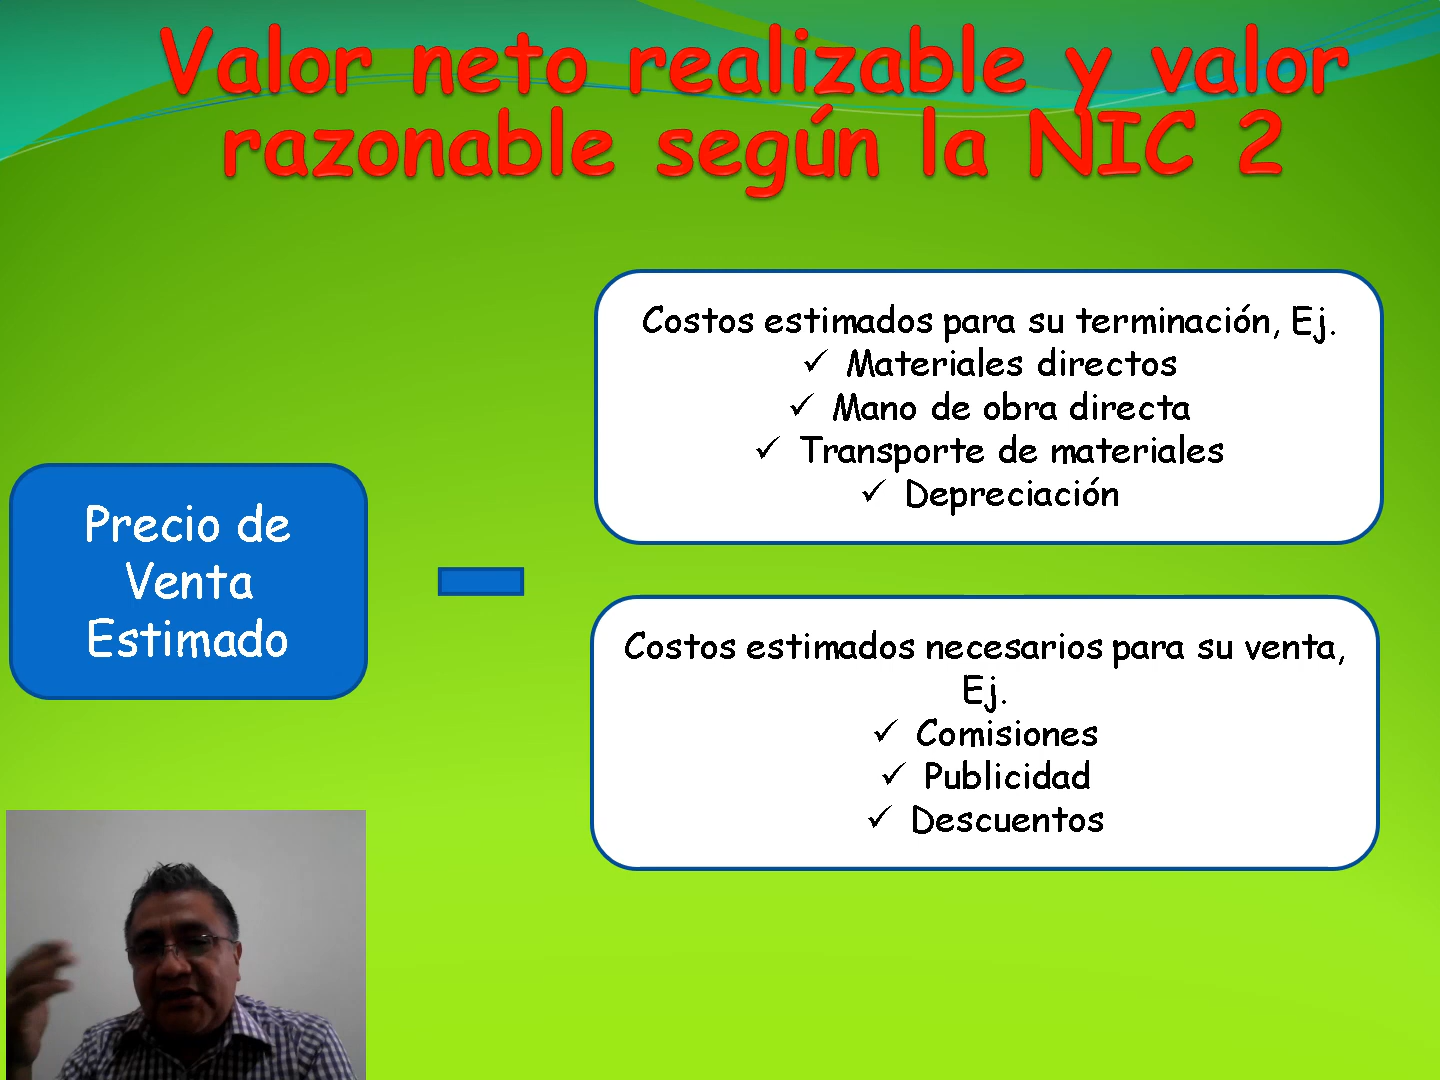 Valor neto realizable y valor
razonable según la NIC 2
Costos estimados para su terminación, Ej.
✓ Materiales directos
✓ Mano de obra directa
✓ Transporte de materiales
✓ Depreciación
Precio de
Venta
Estimado
Costos estimados necesarios para su venta,
Ej.
✓ Comisiones
✓ Publicidad
✓ Descuentos